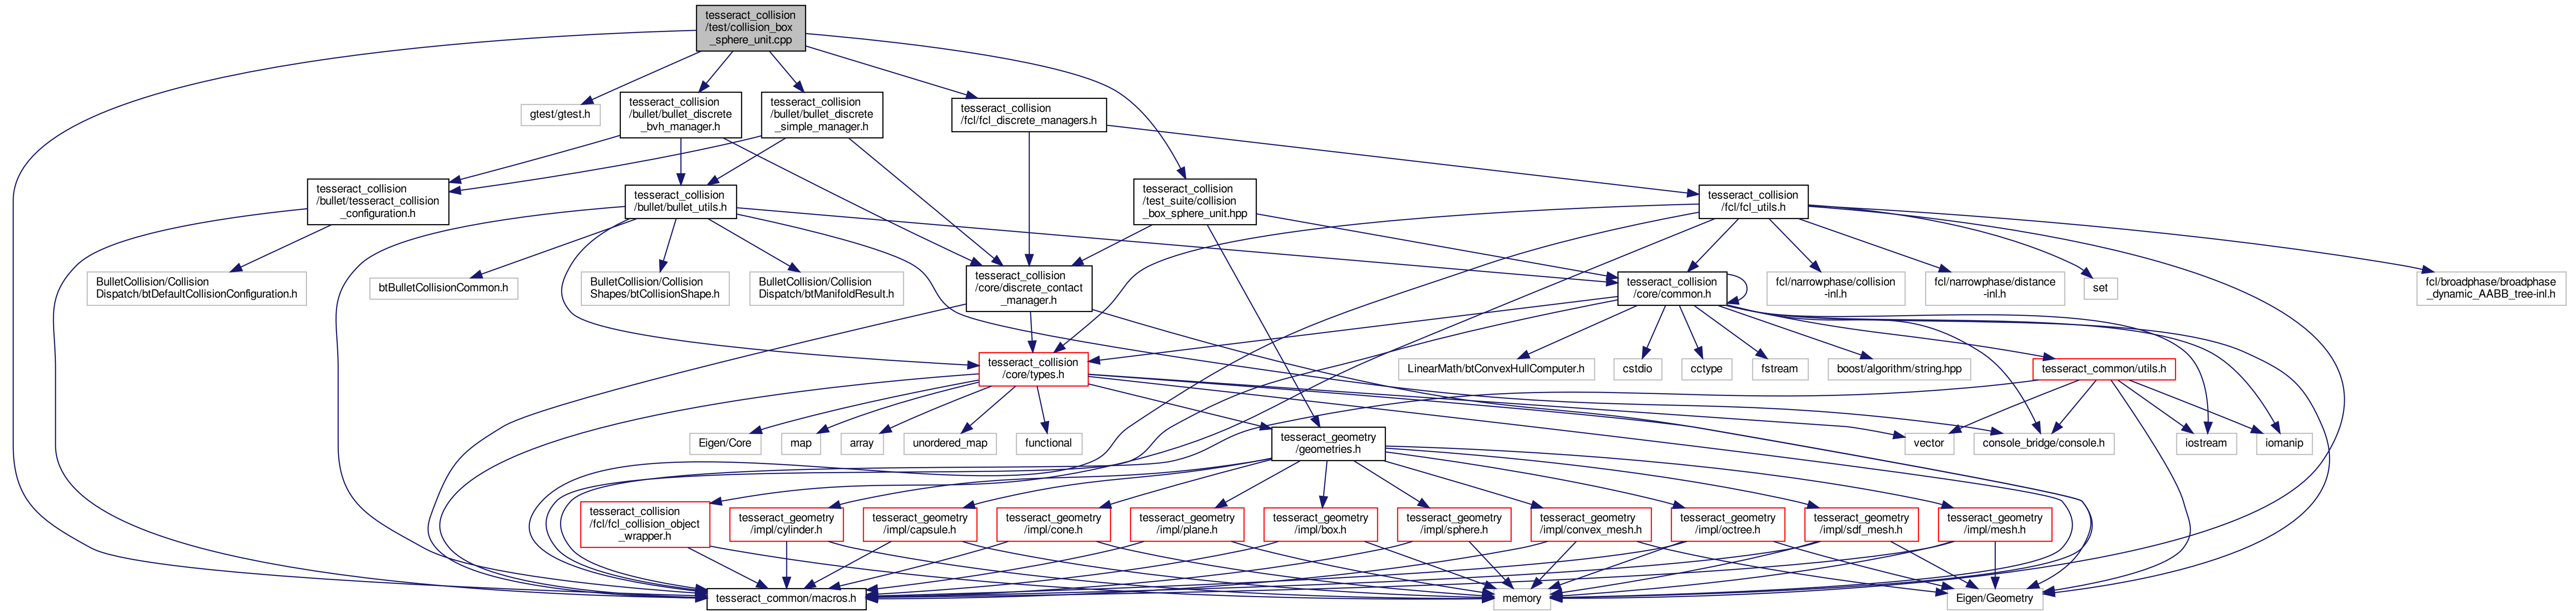 tesseract_collision
/test/collision_box
_sphere_unit.cpp
gtest/gtest.h
tesseract_collision
/bullet/bullet_discrete
_bvh_manager.h
tesseract_collision
/bullet/bullet_discrete
_simple_manager.h
tesseract_collision
/fcl/fcl_discrete_managers.h
tesseract_collision
/bullet/tesseract_collision
_configuration.h
tesseract_collision
/bullet/bullet_utils.h
tesseract_collision
/test_suite/collision
_box_sphere_unit.hpp
tesseract_collision
/fcl/fcl_utils.h
BulletCollision/Collision
Dispatch/btDefaultCollisionConfiguration.h
btBulletCollisionCommon.h
BulletCollision/Collision
Shapes/btCollisionShape.h
BulletCollision/Collision
Dispatch/btManifoldResult.h
tesseract_collision
/core/discrete_contact
_manager.h
tesseract_collision
/core/common.h
fcl/narrowphase/collision
-inl.h
fcl/narrowphase/distance
-inl.h
set
fcl/broadphase/broadphase
_dynamic_AABB_tree-inl.h
tesseract_collision
/core/types.h
LinearMath/btConvexHullComputer.h
cstdio
cctype
fstream
boost/algorithm/string.hpp
tesseract_common/utils.h
Eigen/Core
map
array
unordered_map
functional
tesseract_geometry
/geometries.h
vector
console_bridge/console.h
iostream
iomanip
tesseract_collision
/fcl/fcl_collision_object
_wrapper.h
tesseract_geometry
/impl/cylinder.h
tesseract_geometry
/impl/capsule.h
tesseract_geometry
/impl/cone.h
tesseract_geometry
/impl/plane.h
tesseract_geometry
/impl/box.h
tesseract_geometry
/impl/sphere.h
tesseract_geometry
/impl/convex_mesh.h
tesseract_geometry
/impl/octree.h
tesseract_geometry
/impl/sdf_mesh.h
tesseract_geometry
/impl/mesh.h
tesseract_common/macros.h
memory
Eigen/Geometry